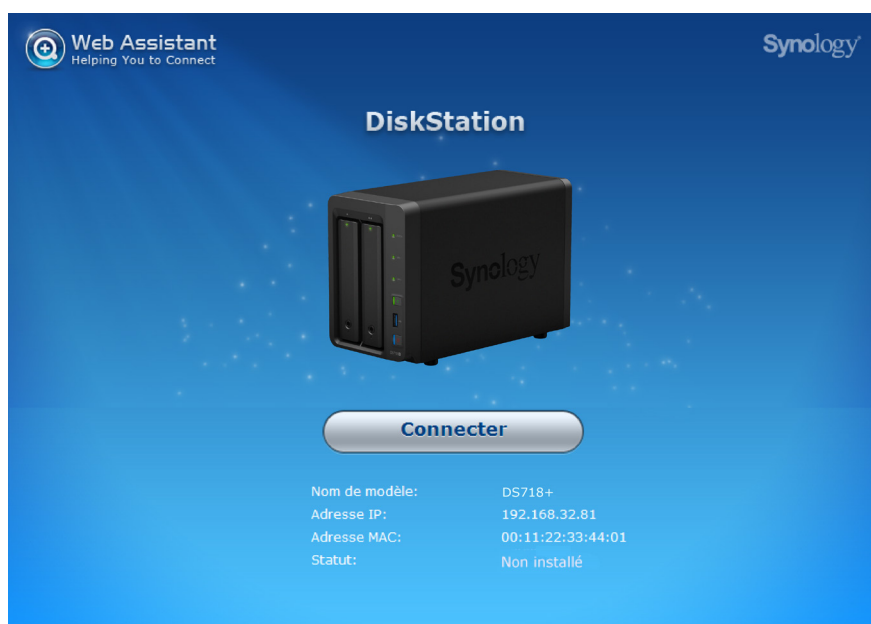 Web Assistant
Helping You to Connect
Synology
DiskStation
Synology
Connecter
Nom de modèle: DS718+
Adresse IP: 192.168.32.81
Adresse MAC: 00:11:22:33:44:01
Statut: Non installé